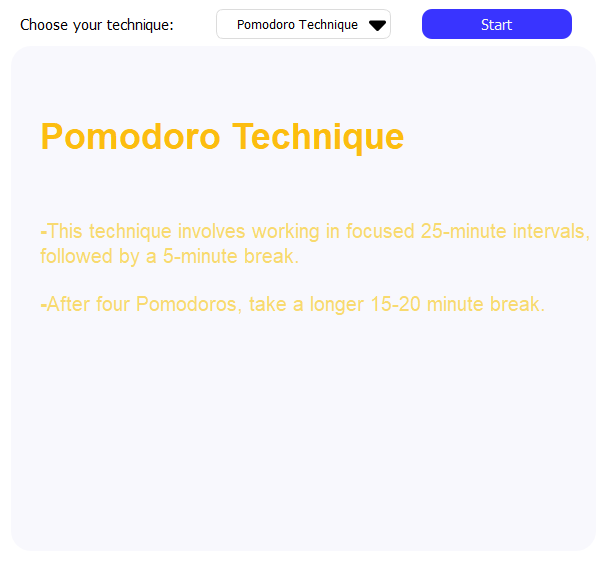 Choose your technique:
Pomodoro Technique
Start
Pomodoro Technique
-This technique involves working in focused 25-minute intervals,
followed by a 5-minute break.
-After four Pomodoros, take a longer 15-20 minute break.